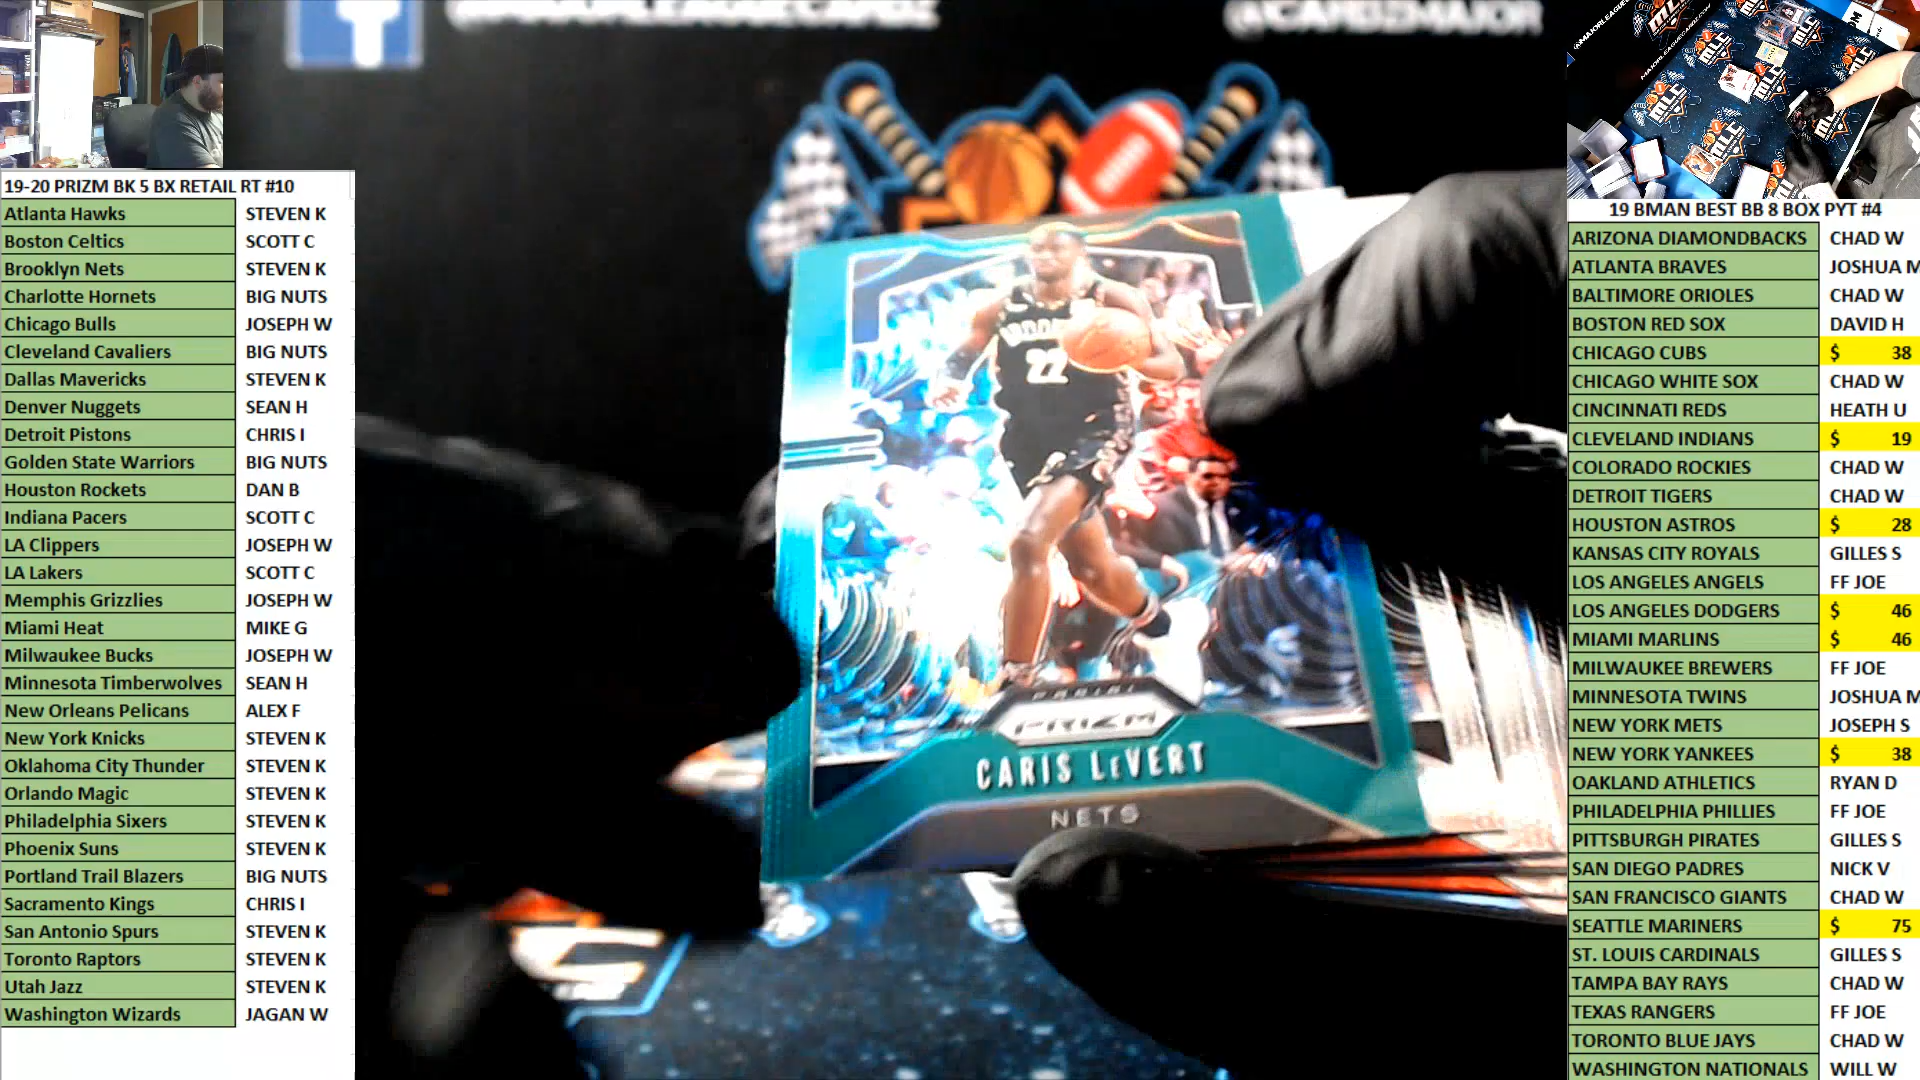 19-20 PRIZM BK 5 BX RETAIL RT #10
Atlanta Hawks STEVEN K
Boston Celtics SCOTT C
Brooklyn Nets STEVEN K
Charlotte Hornets BIG NUTS
Chicago Bulls JOSEPH W
Cleveland Cavaliers BIG NUTS
Dallas Mavericks STEVEN K
Denver Nuggets SEAN H
Detroit Pistons CHRIS I
Golden State Warriors BIG NUTS
Houston Rockets DAN B
Indiana Pacers SCOTT C
LA Clippers JOSEPH W
LA Lakers SCOTT C
Memphis Grizzlies JOSEPH W
Miami Heat MIKE G
Milwaukee Bucks JOSEPH W
Minnesota Timberwolves SEAN H
New Orleans Pelicans ALEX F
New York Knicks STEVEN K
Oklahoma City Thunder STEVEN K
Orlando Magic STEVEN K
Philadelphia Sixers STEVEN K
Phoenix Suns STEVEN K
Portland Trail Blazers BIG NUTS
Sacramento Kings CHRIS I
San Antonio Spurs STEVEN K
Toronto Raptors STEVEN K
Utah Jazz STEVEN K
Washington Wizards JAGAN W
@CARDZMAJOR
22
PANINI
PRIZM
CARIS LEVERT
NETS
19 BMAN BEST BB 8 BOX PYT #4
ARIZONA DIAMONDBACKS CHAD W
ATLANTA BRAVES JOSHUA M
BALTIMORE ORIOLES CHAD W
BOSTON RED SOX DAVID H
CHICAGO CUBS $ 38
CHICAGO WHITE SOX CHAD W
CINCINNATI REDS HEATH U
CLEVELAND INDIANS $ 19
COLORADO ROCKIES CHAD W
DETROIT TIGERS CHAD W
HOUSTON ASTROS $ 28
KANSAS CITY ROYALS GILLES S
LOS ANGELES ANGELS FF JOE
LOS ANGELES DODGERS $ 46
MIAMI MARLINS $ 46
MILWAUKEE BREWERS FF JOE
MINNESOTA TWINS JOSHUA M
NEW YORK METS JOSEPH S
NEW YORK YANKEES $ 38
OAKLAND ATHLETICS RYAN D
PHILADELPHIA PHILLIES FF JOE
PITTSBURGH PIRATES GILLES S
SAN DIEGO PADRES NICK V
SAN FRANCISCO GIANTS CHAD W
SEATTLE MARINERS $ 75
ST. LOUIS CARDINALS GILLES S
TAMPA BAY RAYS CHAD W
TEXAS RANGERS FF JOE
TORONTO BLUE JAYS CHAD W
WASHINGTON NATIONALS WILL W